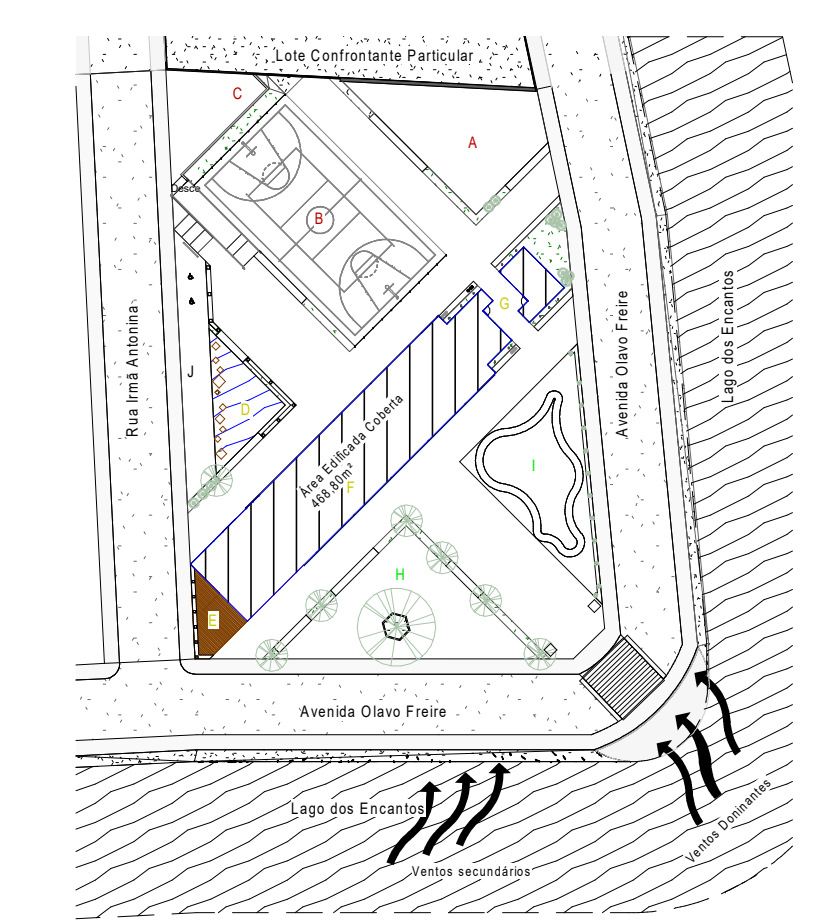 Lote Confrontante Particular
C
A
Desce
B
G
Rua Irmã Antonina
J
D
Área Edificada Coberta
468,80m²
F
Avenida Olavo Freire
Lago dos Encantos
I
H
E
Avenida Olavo Freire
Lago dos Encantos
Ventos secundários
Ventos Doninantes